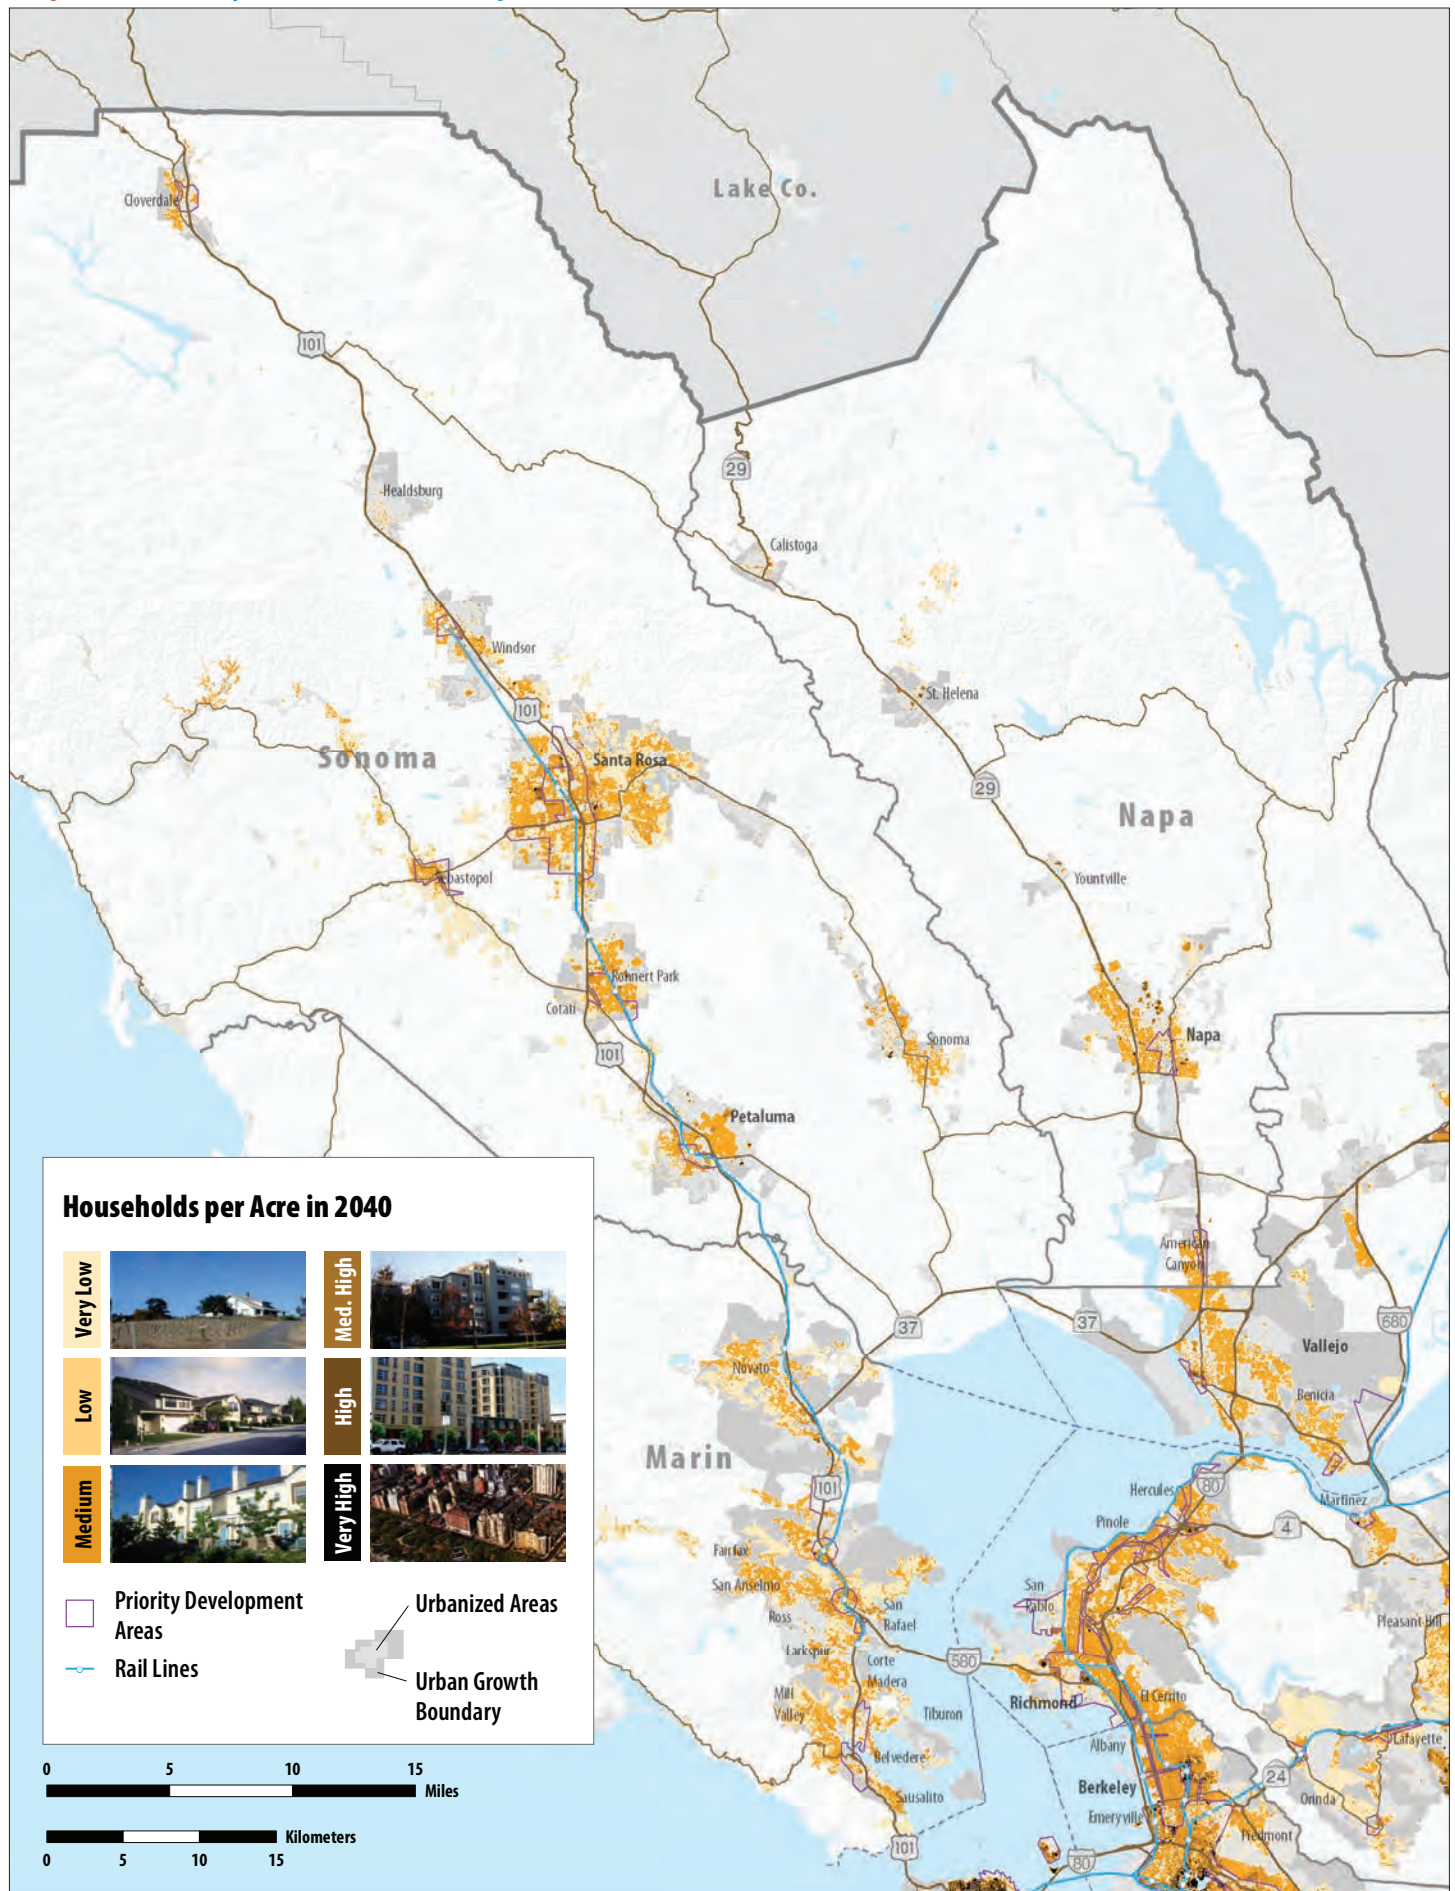 Lake Co.
Cloverdale
101
29
Healdsburg
Calistoga
Windsor
St. Helena
101
Sonoma
Santa Rosa
29
Napa
Sebastopol
Yountville
Rohnert Park
Cotati
Napa
Sonoma
101
Petaluma
American
Canyon
37
37
680
Vallejo
Novato
Benicia
Marin
101
Hercules
80
Martinez
Pinole
4
Fairfax
San Anselmo
San
Pablo
Ross
San
Rafael
Pleasant Hill
Larkspur
580
Corte
Madera
Mill
Valley
Richmond
El Cerrito
Tiburon
Albany
Lafayette
Belvedere
24
Berkeley
Sausalito
Orinda
Emeryville
Piedmont
101
80
Households per Acre in 2040
Very Low
Med. High
Low
High
Medium
Very High
Priority Development
Areas
Rail Lines
Urbanized Areas
Urban Growth
Boundary
0 5 10 15
Miles
Kilometers
0 5 10 15